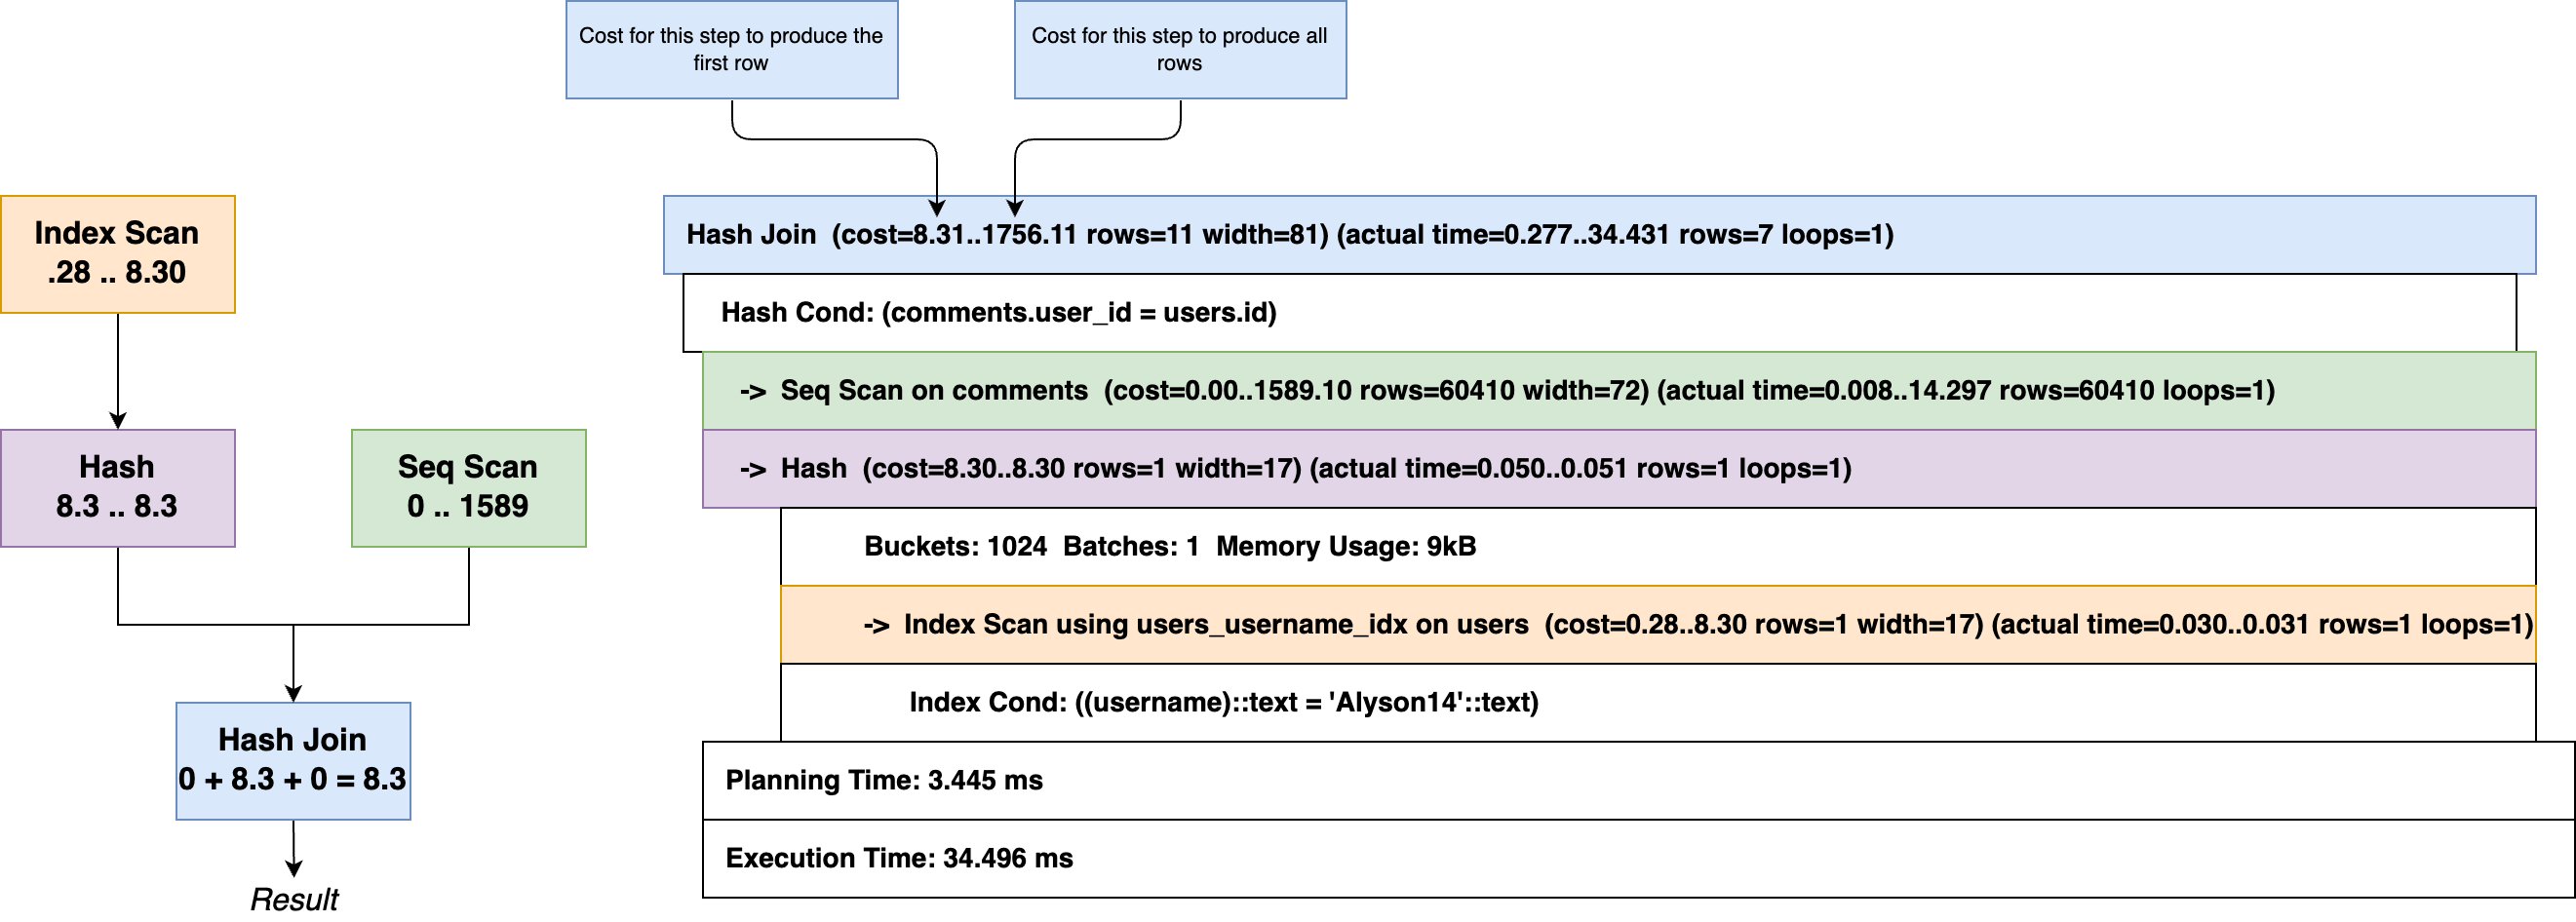 Cost for this step to produce the
first row
Cost for this step to produce all
rows
Index Scan
.28 .. 8.30
Hash
8.3 .. 8.3
Seq Scan
0 .. 1589
Hash Join
0 + 8.3 + 0 = 8.3
Result
Hash Join (cost=8.31..1756.11 rows=11 width=81) (actual time=0.277..34.431 rows=7 loops=1)
Hash Cond: (comments.user_id = users.id)
-> Seq Scan on comments (cost=0.00..1589.10 rows=60410 width=72) (actual time=0.008..14.297 rows=60410 loops=1)
-> Hash (cost=8.30..8.30 rows=1 width=17) (actual time=0.050..0.051 rows=1 loops=1)
Buckets: 1024 Batches: 1 Memory Usage: 9kB
-> Index Scan using users_username_idx on users (cost=0.28..8.30 rows=1 width=17) (actual time=0.030..0.031 rows=1 loops=1)
Index Cond: ((username)::text = 'Alyson14'::text)
Planning Time: 3.445 ms
Execution Time: 34.496 ms